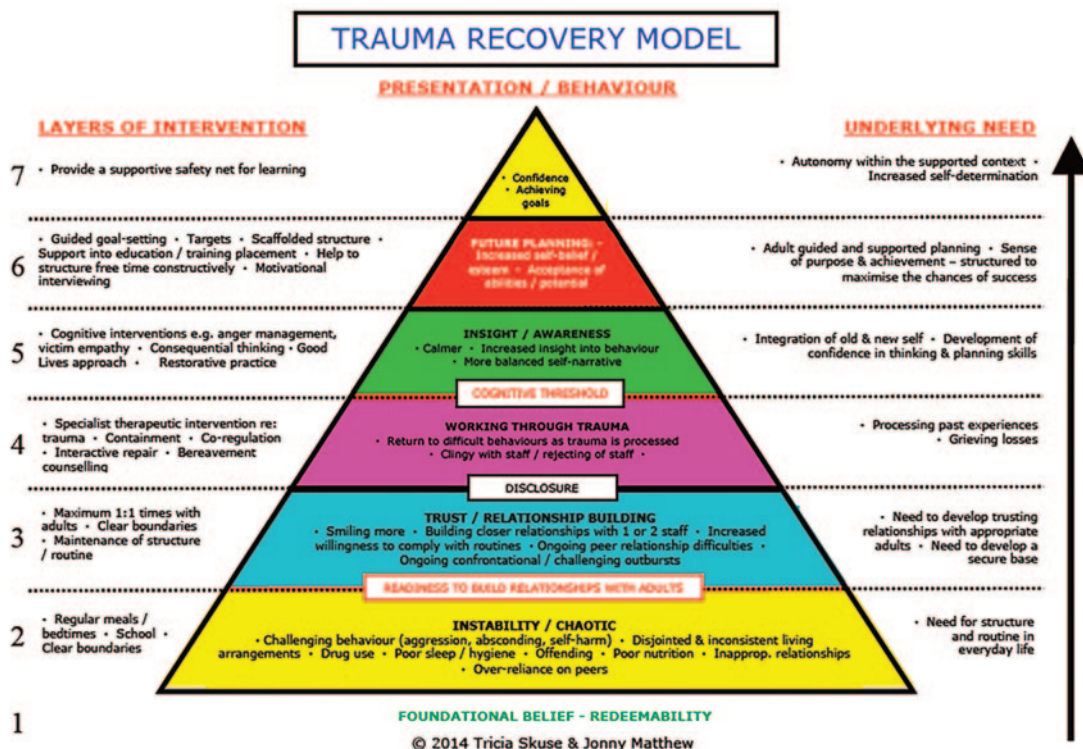 TRAUMA RECOVERY MODEL
PRESENTATION / BEHAVIOUR
LAYERS OF INTERVENTION
UNDERLYING NEED
7
· Provide a supportive safety net for learning
· Confidence
· Achieving
goals
· Autonomy within the supported context ·
Increased self-determination
6
· Guided goal-setting · Targets · Scaffolded structure ·
Support into education / training placement · Help to
structure free time constructively · Motivational
interviewing
FUTURE PLANNING: -
Increased self-belief /
esteem · Acceptance of
abilities / potential
· Adult guided and supported planning · Sense
of purpose & achievement – structured to
maximise the chances of success
5
· Cognitive interventions e.g. anger management,
victim empathy · Consequential thinking · Good
Lives approach · Restorative practice
INSIGHT / AWARENESS
· Calmer · Increased insight into behaviour
· More balanced self-narrative
· Integration of old & new self · Development of
confidence in thinking & planning skills
COGNITIVE THRESHOLD
4
· Specialist therapeutic intervention re:
trauma · Containment · Co-regulation
· Interactive repair · Bereavement
counselling
WORKING THROUGH TRAUMA
· Return to difficult behaviours as trauma is processed
· Clingy with staff / rejecting of staff ·
· Processing past experiences
· Grieving losses
DISCLOSURE
3
· Maximum 1:1 times with
adults · Clear boundaries
· Maintenance of structure
/ routine
TRUST / RELATIONSHIP BUILDING
· Smiling more · Building closer relationships with 1 or 2 staff · Increased
willingness to comply with routines · Ongoing peer relationship difficulties ·
Ongoing confrontational / challenging outbursts
· Need to develop trusting
relationships with appropriate
adults · Need to develop a
secure base
READINESS TO BUILD RELATIONSHIPS WITH ADULTS
2
· Regular meals /
bedtimes · School ·
Clear boundaries
INSTABILITY / CHAOTIC
· Challenging behaviour (aggression, absconding, self-harm) · Disjointed & inconsistent living
arrangements · Drug use · Poor sleep / hygiene · Offending · Poor nutrition · Inapprop. relationships
· Over-reliance on peers
· Need for structure
and routine in
everyday life
1
FOUNDATIONAL BELIEF - REDEEMABILITY
© 2014 Tricia Skuse & Jonny Matthew